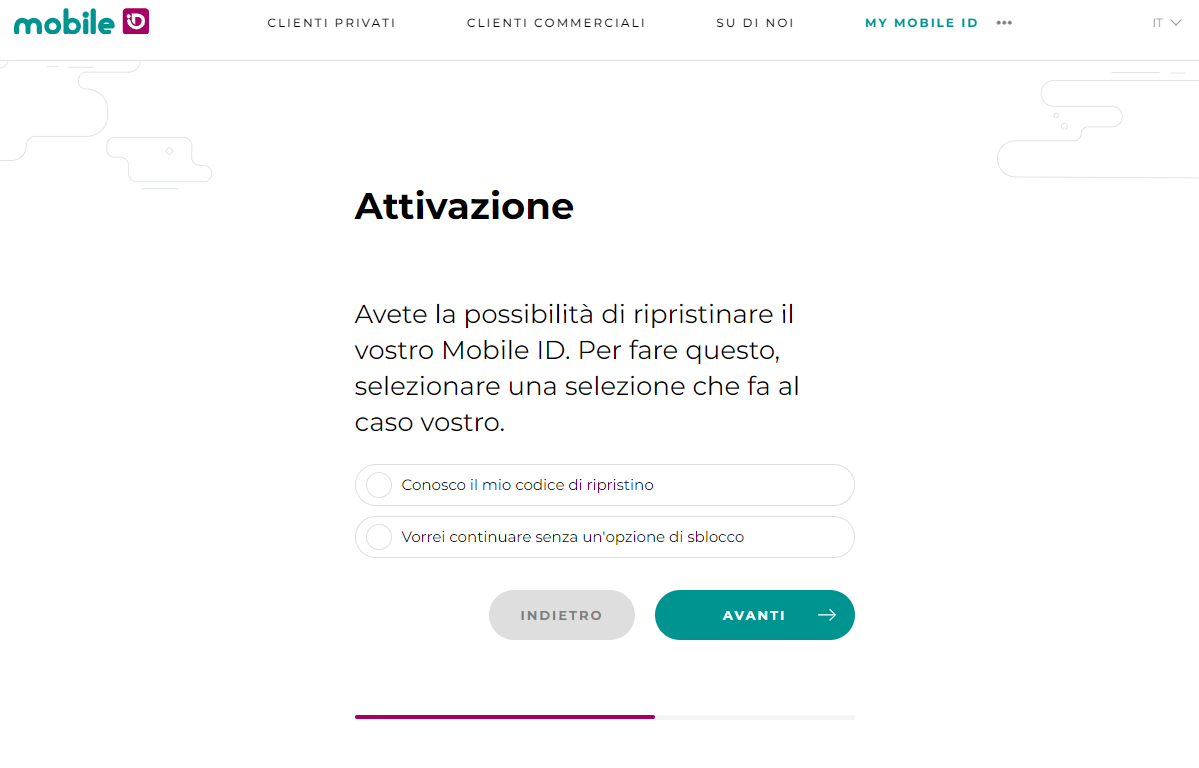 mobile iD
CLIENTI PRIVATI
CLIENTI COMMERCIALI
SU DI NOI
MY MOBILE ID
IT
Attivazione
Avete la possibilità di ripristinare il
vostro Mobile ID. Per fare questo,
selezionare una selezione che fa al
caso vostro.
Conosco il mio codice di ripristino
Vorrei continuare senza un'opzione di sblocco
INDIETRO
AVANTI